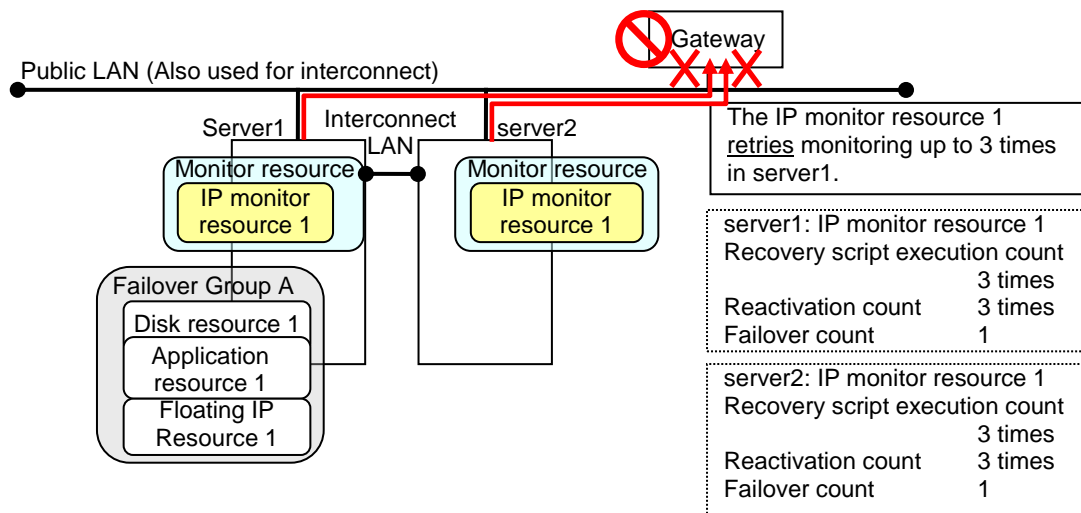 Gateway
Public LAN (Also used for interconnect)
Server1
Interconnect
LAN
server2
The IP monitor resource 1
retries monitoring up to 3 times
in server1.
Monitor resource
IP monitor
resource 1
Monitor resource
IP monitor
resource 1
server1: IP monitor resource 1
Recovery script execution count
3 times
Reactivation count 3 times
Failover count 1
Failover Group A
Disk resource 1
Application
resource 1
Floating IP
Resource 1
server2: IP monitor resource 1
Recovery script execution count
3 times
Reactivation count 3 times
Failover count 1